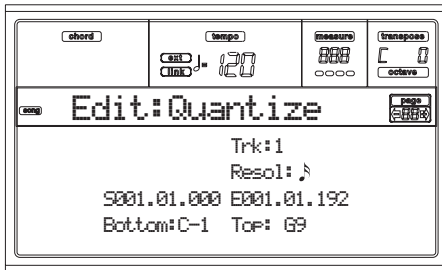 chord tempo measure transpose
ext link ♩= 120 888 C 0
octave
song Edit:Quantize page
Trk:1
Resol:♪
S001.01.000 E001.01.192
Bottom:C-1 Top: G9